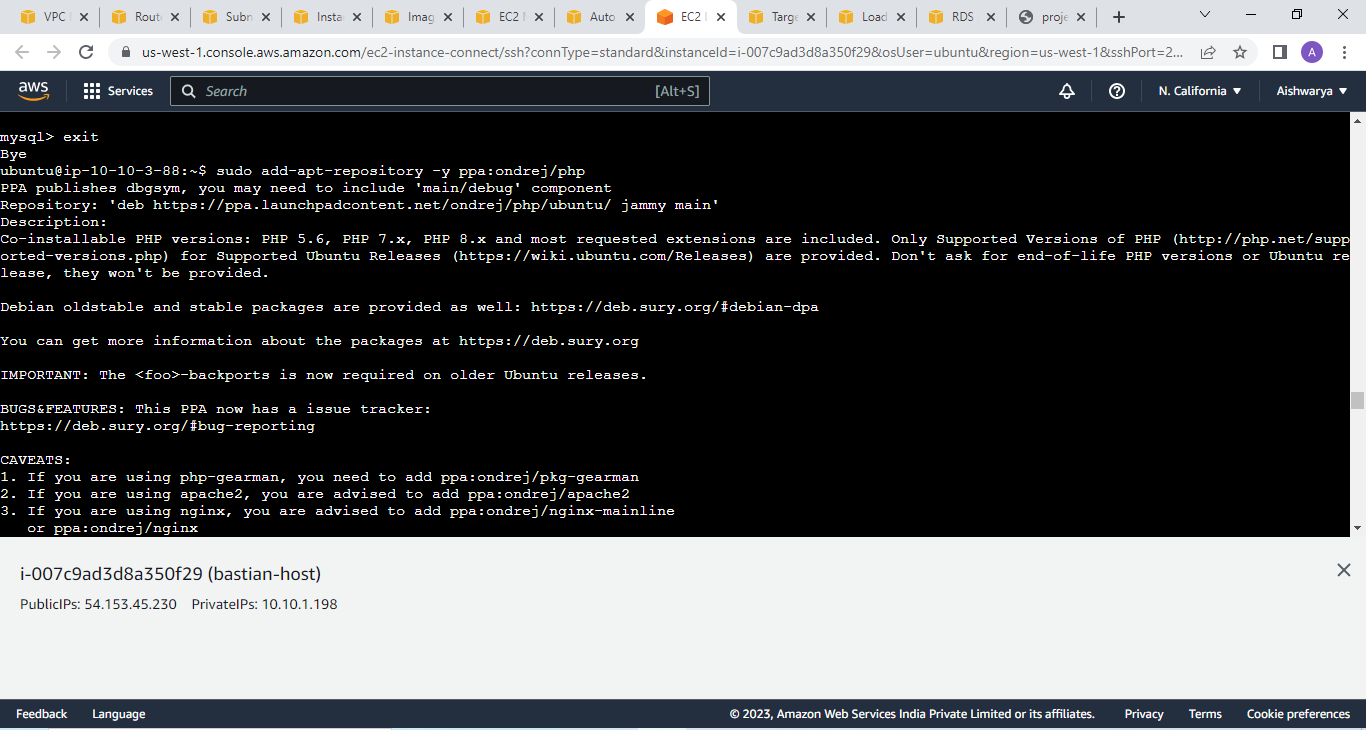 VPC
Rout
Subn
Insta
Imag
EC2
Auto
EC2
Targe
Load
RDS
proje
us-west-1.console.aws.amazon.com/ec2-instance-connect/ssh?connType=standard&instanceId=i-007c9ad3d8a350f29&osUser=ubuntu&region=us-west-1&sshPort=2...
A
aws
Services
Search
[Alt+S]
N. California
Aishwarya
mysql> exit
Bye
ubuntu@ip-10-10-3-88:~$ sudo add-apt-repository -y ppa:ondrej/php
PPA publishes dbgsym, you may need to include 'main/debug' component
Repository: 'deb https://ppa.launchpadcontent.net/ondrej/php/ubuntu/ jammy main'
Description:
Co-installable PHP versions: PHP 5.6, PHP 7.x, PHP 8.x and most requested extensions are included. Only Supported Versions of PHP (http://php.net/supp
orted-versions.php) for Supported Ubuntu Releases (https://wiki.ubuntu.com/Releases) are provided. Don't ask for end-of-life PHP versions or Ubuntu re
lease, they won't be provided.
Debian oldstable and stable packages are provided as well: https://deb.sury.org/#debian-dpa
You can get more information about the packages at https://deb.sury.org
IMPORTANT: The <foo>-backports is now required on older Ubuntu releases.
BUGS&FEATURES: This PPA now has a issue tracker:
https://deb.sury.org/#bug-reporting
CAVEATS:
1. If you are using php-gearman, you need to add ppa:ondrej/pkg-gearman
2. If you are using apache2, you are advised to add ppa:ondrej/apache2
3. If you are using nginx, you are advised to add ppa:ondrej/nginx-mainline
or ppa:ondrej/nginx
i-007c9ad3d8a350f29 (bastian-host)
PublicIPs: 54.153.45.230 PrivateIPs: 10.10.1.198
Feedback
Language
© 2023, Amazon Web Services India Private Limited or its affiliates.
Privacy
Terms
Cookie preferences